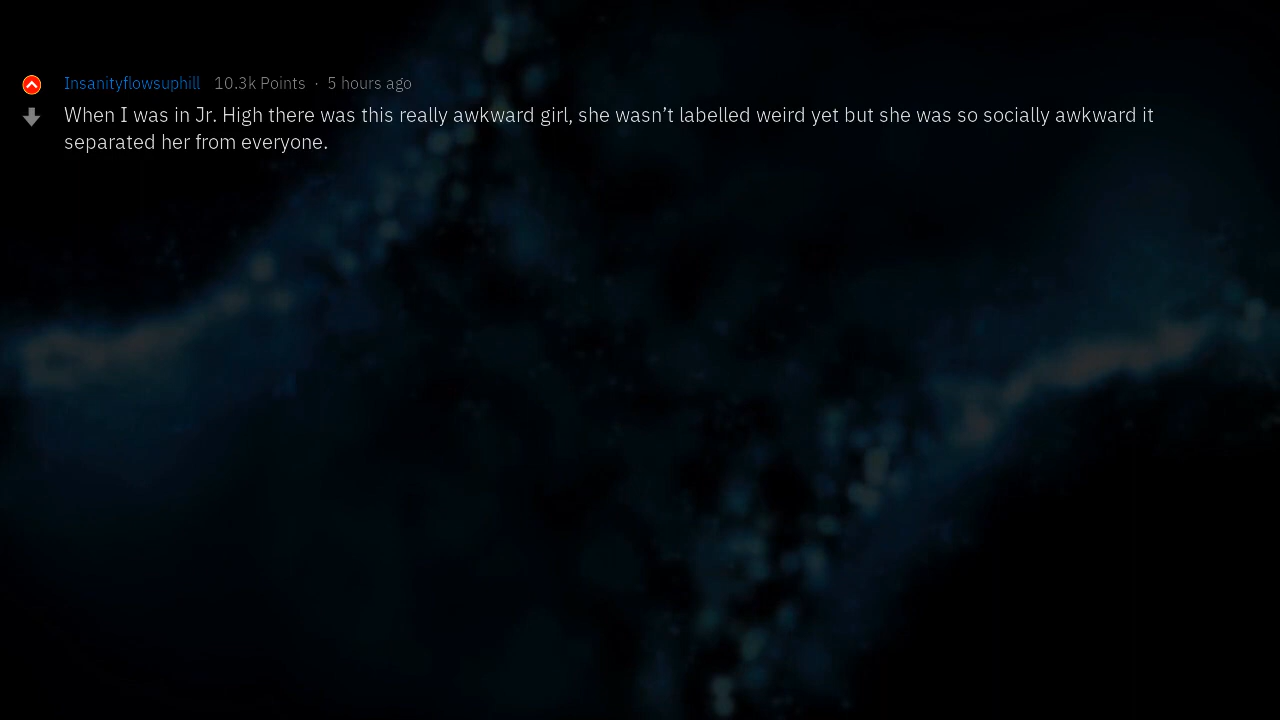 Insanityflowsuphill 10.3k Points · 5 hours ago
When I was in Jr. High there was this really awkward girl, she wasn’t labelled weird yet but she was so socially awkward it
separated her from everyone.